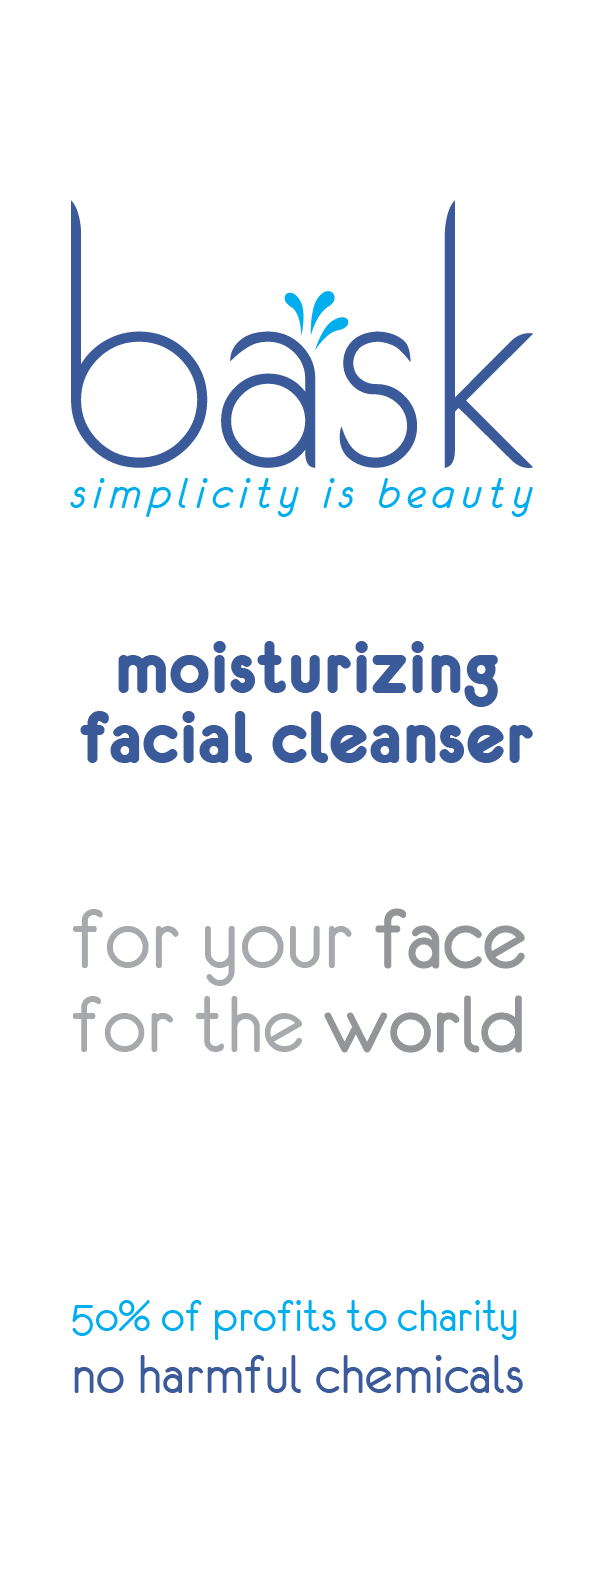 bask
simplicity is beauty
moisturizing
facial cleanser
for your face
for the world
50% of profits to charity
no harmful chemicals